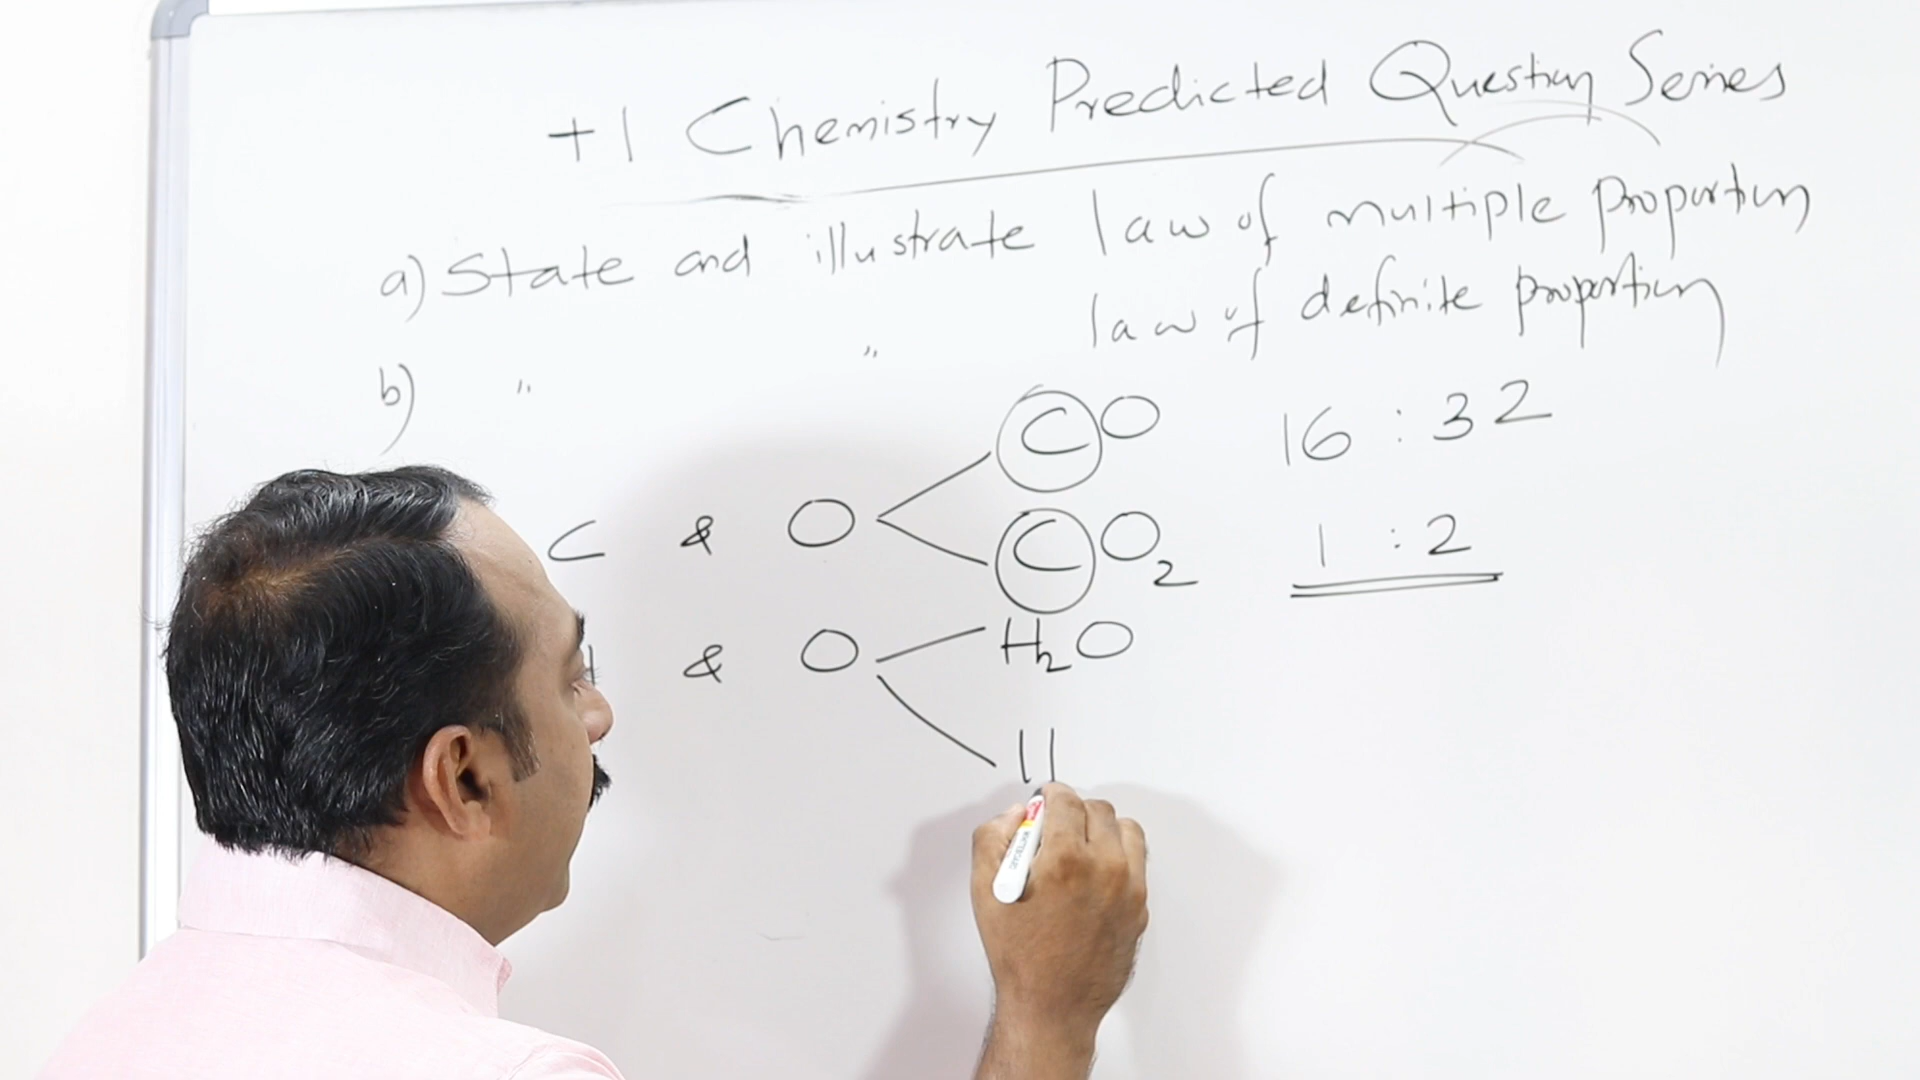 +1 Chemistry Predicted Question Series
a) State and illustrate law of multiple proportion
b) " " law of definite proportion
CO 16 : 32
C & O
CO2 1 : 2
& O H2O